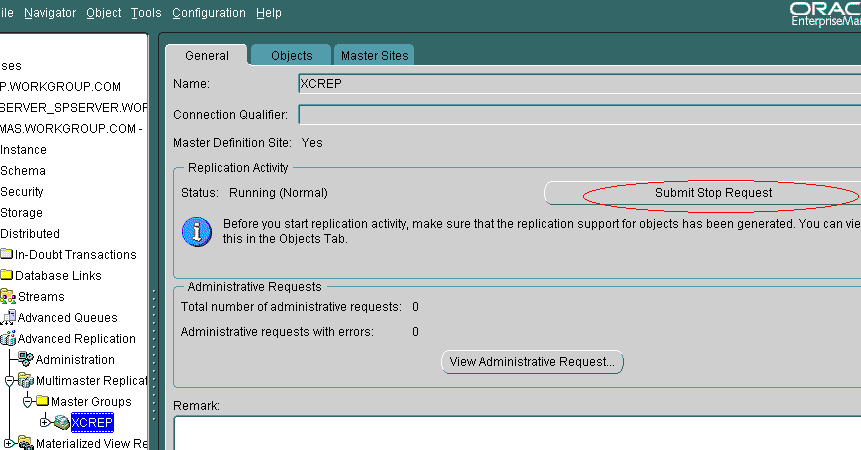 ile Navigator Object Tools Configuration Help
ORAC
EnterpriseMa
ses
P.WORKGROUP.COM
SERVER_SPSERVER.WOR
MAS.WORKGROUP.COM -
Instance
Schema
Security
Storage
Distributed
In-Doubt Transactions
Database Links
Streams
Advanced Queues
Advanced Replication
Administration
Multimaster Replicat
Master Groups
XCREP
Materialized View Re
General Objects Master Sites
Name: XCREP
Connection Qualifier:
Master Definition Site: Yes
Replication Activity
Status: Running (Normal) Submit Stop Request
Before you start replication activity, make sure that the replication support for objects has been generated. You can vie
this in the Objects Tab.
Administrative Requests
Total number of administrative requests: 0
Administrative requests with errors: 0
View Administrative Request...
Remark: